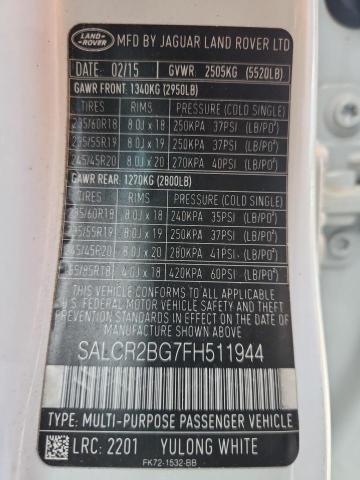 LAND-ROVER
MFD BY JAGUAR LAND ROVER LTD
DATE: 02/15 GVWR: 2505KG (5520LB)
GAWR FRONT: 1340KG (2950LB)
TIRES RIMS PRESSURE (COLD SINGLE)
235/60R18 8.0J x 18 250KPA 37PSI (LB/PO²)
235/55R19 8.0J x 19 250KPA 37PSI (LB/PO²)
245/45R20 8.0J x 20 270KPA 40PSI (LB/PO²)
GAWR REAR: 1270KG (2800LB)
TIRES RIMS PRESSURE (COLD SINGLE)
235/60R18 8.0J x 18 240KPA 35PSI (LB/PO²)
235/55R19 8.0J x 19 250KPA 37PSI (LB/PO²)
245/45R20 8.0J x 20 280KPA 41PSI (LB/PO²)
/85R18 4.0J x 18 420KPA 60PSI (LB/PO²)
THIS VEHICLE CONFORMS TO ALL APPLICABLE
FEDERAL MOTOR VEHICLE SAFETY, BUMPER,
AND THEFT PREVENTION STANDARDS IN EFFECT
ON THE DATE OF MANUFACTURE SHOWN ABOVE.
SALCR2BG7FH511944
TYPE: MULTI-PURPOSE PASSENGER VEHICLE
LRC: 2201 YULONG WHITE
FK72-1532-BB